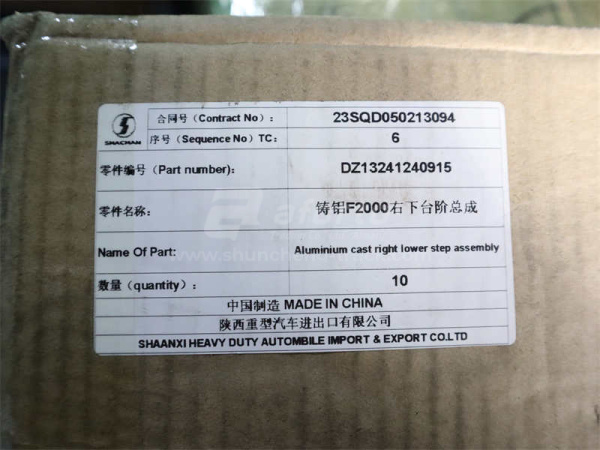 SHACMAN
合同号(Contract No):
23SQD050213094
序号(Sequence No) TC:
6
零件编号(Part number):
DZ13241240915
零件名称:
铸铝F2000右下台阶总成
Name Of Part:
Aluminium cast right lower step assembly
数量(quantity):
10
中国制造 MADE IN CHINA
陕西重型汽车进出口有限公司
SHAANXI HEAVY DUTY AUTOMBILE IMPORT & EXPORT CO.LTD